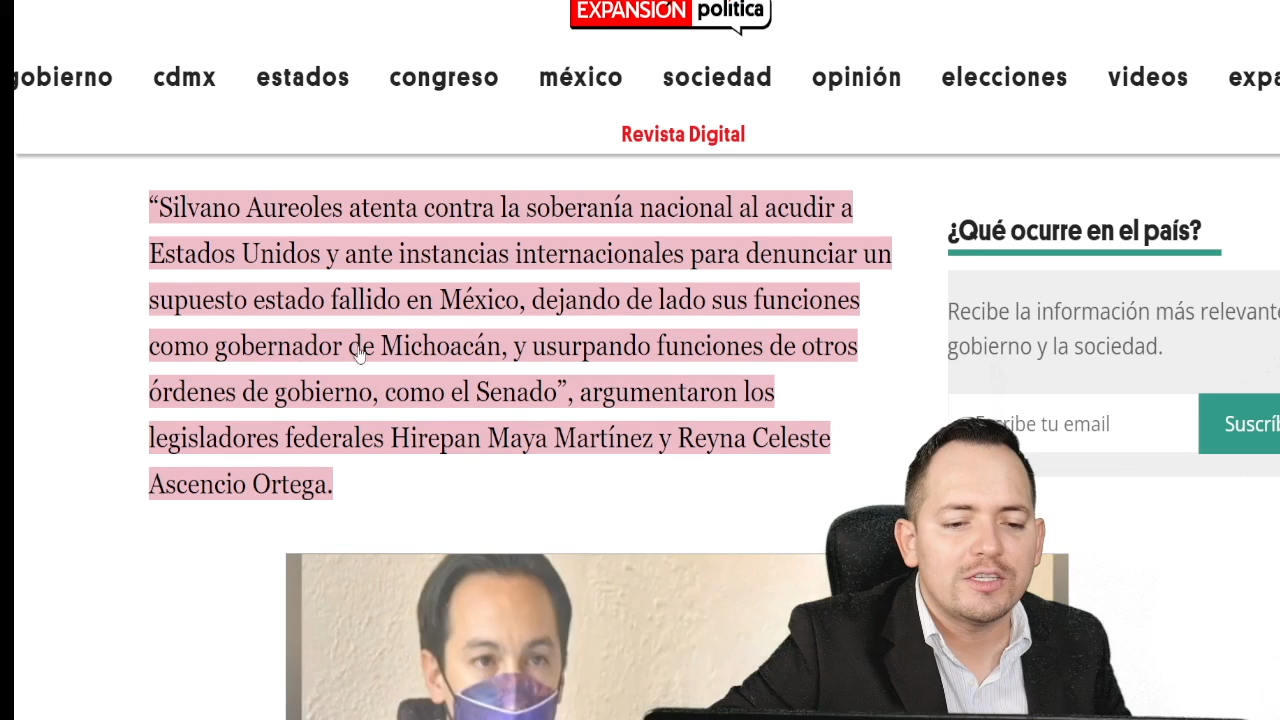 EXPANSIÓN política
gobierno cdmx estados congreso méxico sociedad opinión elecciones videos
Revista Digital
“Silvano Aureoles atenta contra la soberanía nacional al acudir a
Estados Unidos y ante instancias internacionales para denunciar un
supuesto estado fallido en México, dejando de lado sus funciones
como gobernador de Michoacán, y usurpando funciones de otros
órdenes de gobierno, como el Senado”, argumentaron los
legisladores federales Hirepan Maya Martínez y Reyna Celeste
Ascencio Ortega.
¿Qué ocurre en el país?
Recibe la información más relevante
gobierno y la sociedad.
tu email